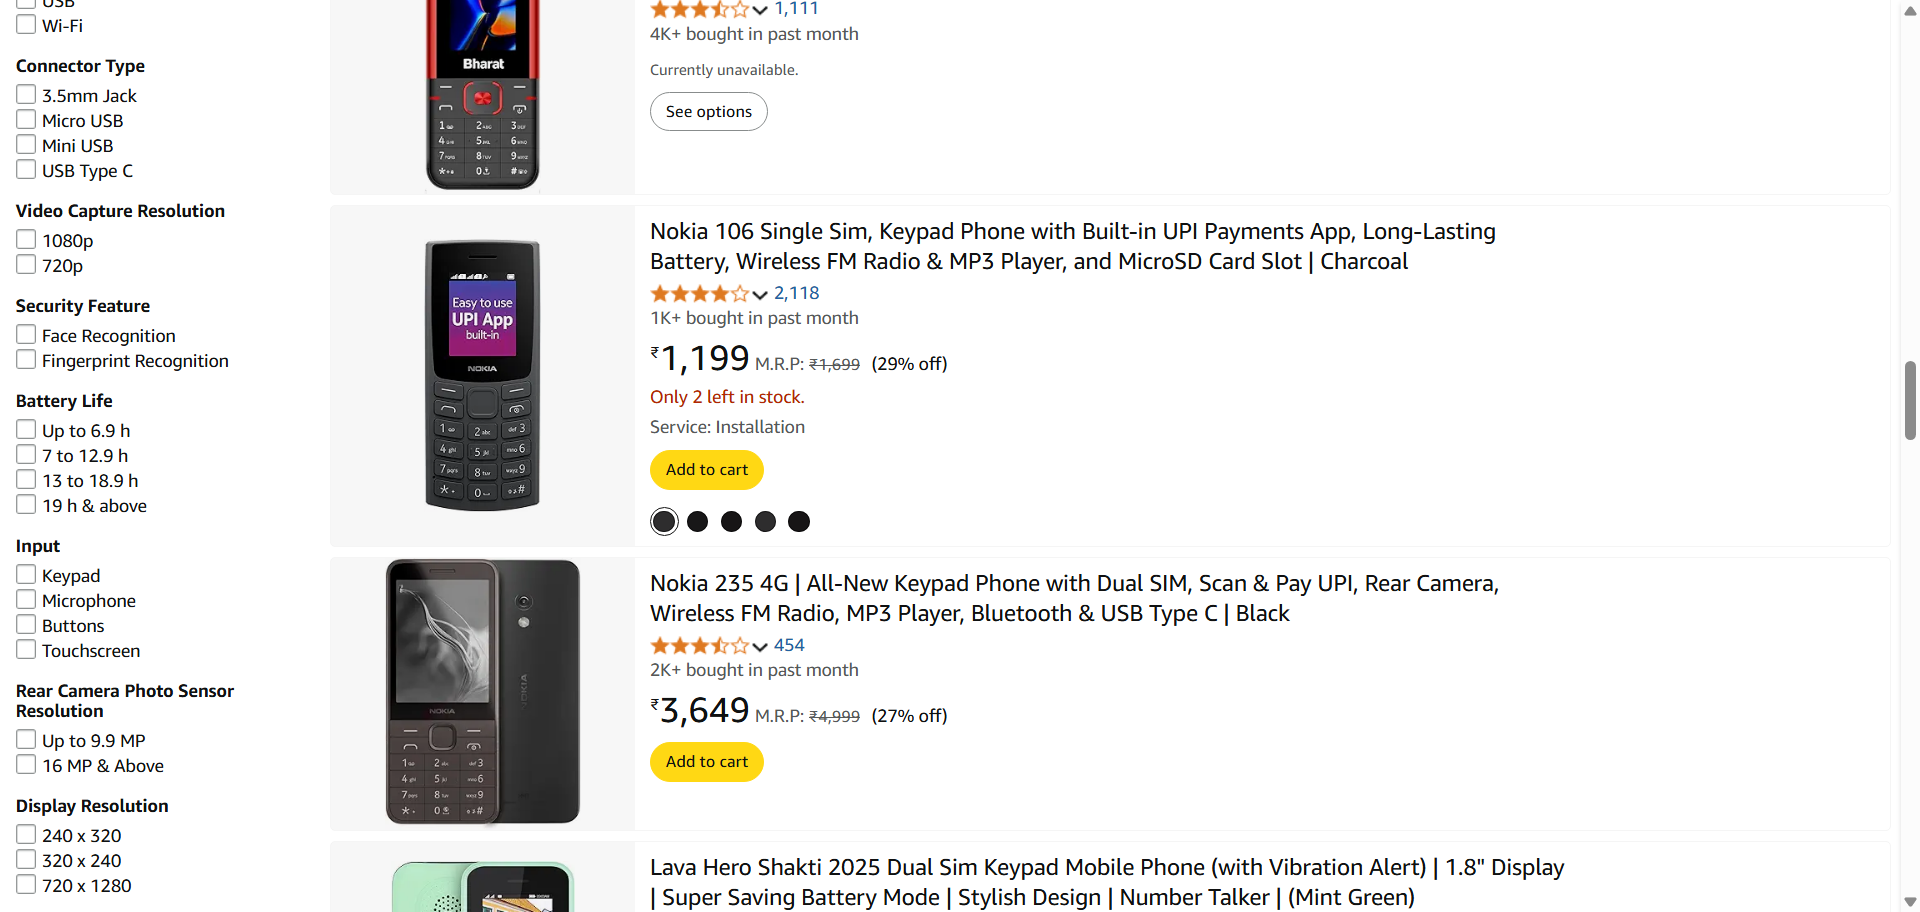 USB
Wi-Fi
Connector Type
3.5mm Jack
Micro USB
Mini USB
USB Type C
Video Capture Resolution
1080p
720p
Security Feature
Face Recognition
Fingerprint Recognition
Battery Life
Up to 6.9 h
7 to 12.9 h
13 to 18.9 h
19 h & above
Input
Keypad
Microphone
Buttons
Touchscreen
Rear Camera Photo Sensor
Resolution
Up to 9.9 MP
16 MP & Above
Display Resolution
240 x 320
320 x 240
720 x 1280
Bharat
1,111
4K+ bought in past month
Currently unavailable.
See options
Easy to use
UPI App
built-in
NOKIA
Nokia 106 Single Sim, Keypad Phone with Built-in UPI Payments App, Long-Lasting
Battery, Wireless FM Radio & MP3 Player, and MicroSD Card Slot | Charcoal
2,118
1K+ bought in past month
₹1,199 M.R.P: ₹1,699 (29% off)
Only 2 left in stock.
Service: Installation
Add to cart
NOKIA
NOKIA
Nokia 235 4G | All-New Keypad Phone with Dual SIM, Scan & Pay UPI, Rear Camera,
Wireless FM Radio, MP3 Player, Bluetooth & USB Type C | Black
454
2K+ bought in past month
₹3,649 M.R.P: ₹4,999 (27% off)
Add to cart
Lava Hero Shakti 2025 Dual Sim Keypad Mobile Phone (with Vibration Alert) | 1.8" Display
| Super Saving Battery Mode | Stylish Design | Number Talker | (Mint Green)